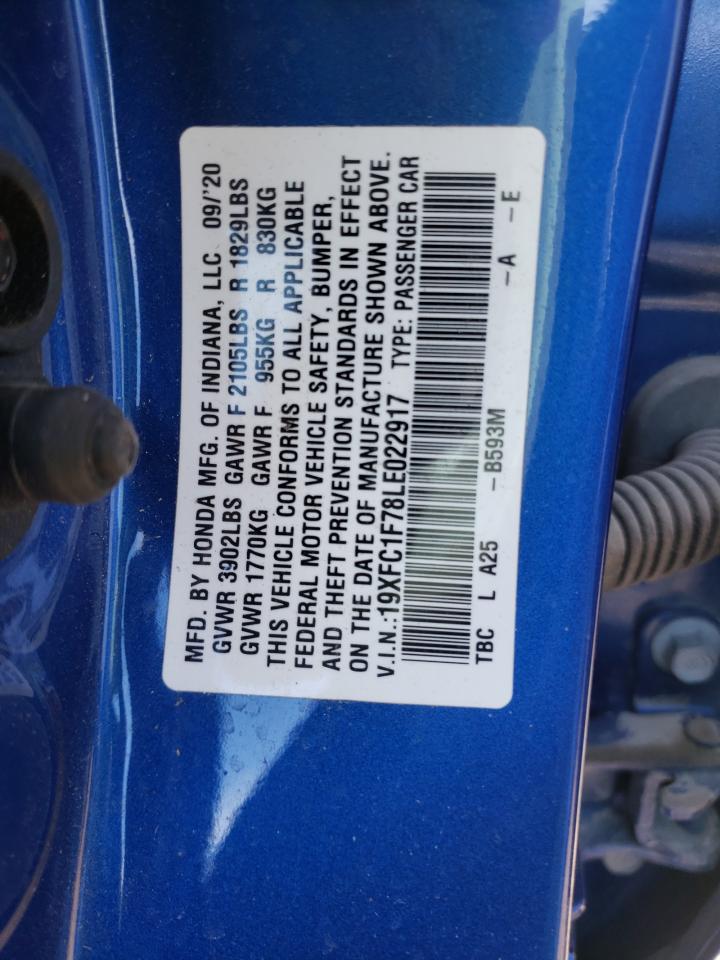 MFD. BY HONDA MFG. OF INDIANA, LLC 09/'20
GVWR 3902LBS GAWR F 2105LBS R 1829LBS
GVWR 1770KG GAWR F 955KG R 830KG
THIS VEHICLE CONFORMS TO ALL APPLICABLE
FEDERAL MOTOR VEHICLE SAFETY, BUMPER,
AND THEFT PREVENTION STANDARDS IN EFFECT
ON THE DATE OF MANUFACTURE SHOWN ABOVE.
V.I.N.:19XFC1F78LE022917 TYPE: PASSENGER CAR
TBC L A25 -B593M -A -E